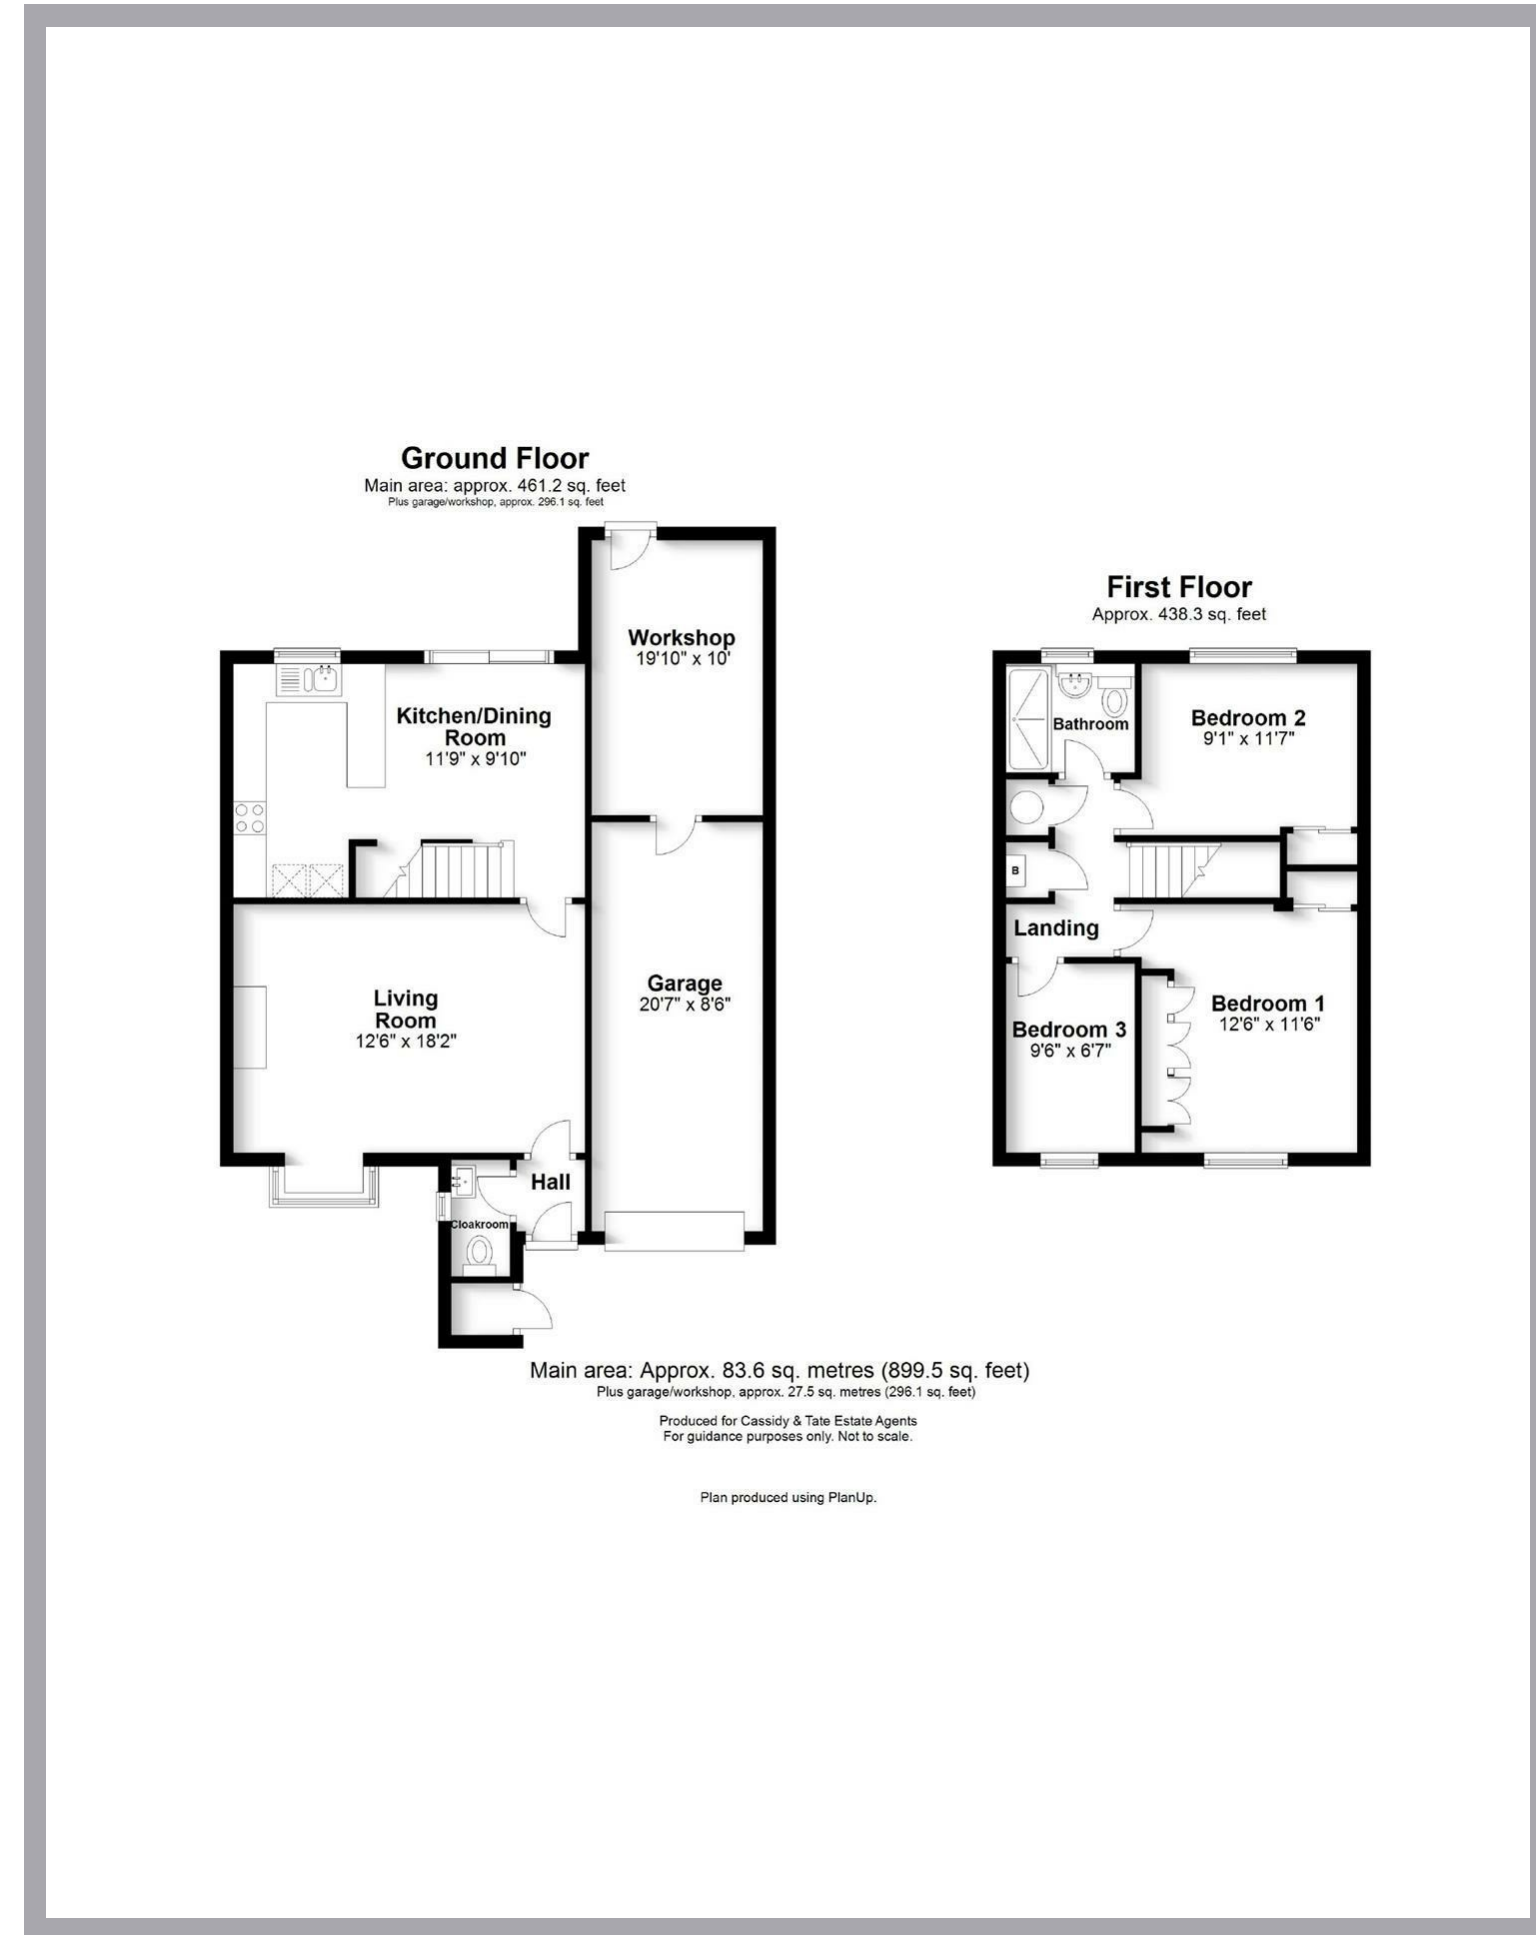 Ground Floor
Main area: approx. 461.2 sq. feet
Plus garage/workshop, approx. 296.1 sq. feet
Workshop
19'10" x 10'
Kitchen/Dining
Room
11'9" x 9'10"
Garage
20'7" x 8'6"
Living
Room
12'6" x 18'2"
Hall
Cloakroom
First Floor
Approx. 438.3 sq. feet
Bathroom
Bedroom 2
9'1" x 11'7"
B
Landing
Bedroom 1
12'6" x 11'6"
Bedroom 3
9'6" x 6'7"
Main area: Approx. 83.6 sq. metres (899.5 sq. feet)
Plus garage/workshop, approx. 27.5 sq. metres (296.1 sq. feet)
Produced for Cassidy & Tate Estate Agents
For guidance purposes only. Not to scale.
Plan produced using PlanUp.